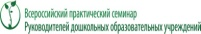 Всероссийский практический семинар
Руководителей дошкольных образовательных учреждений